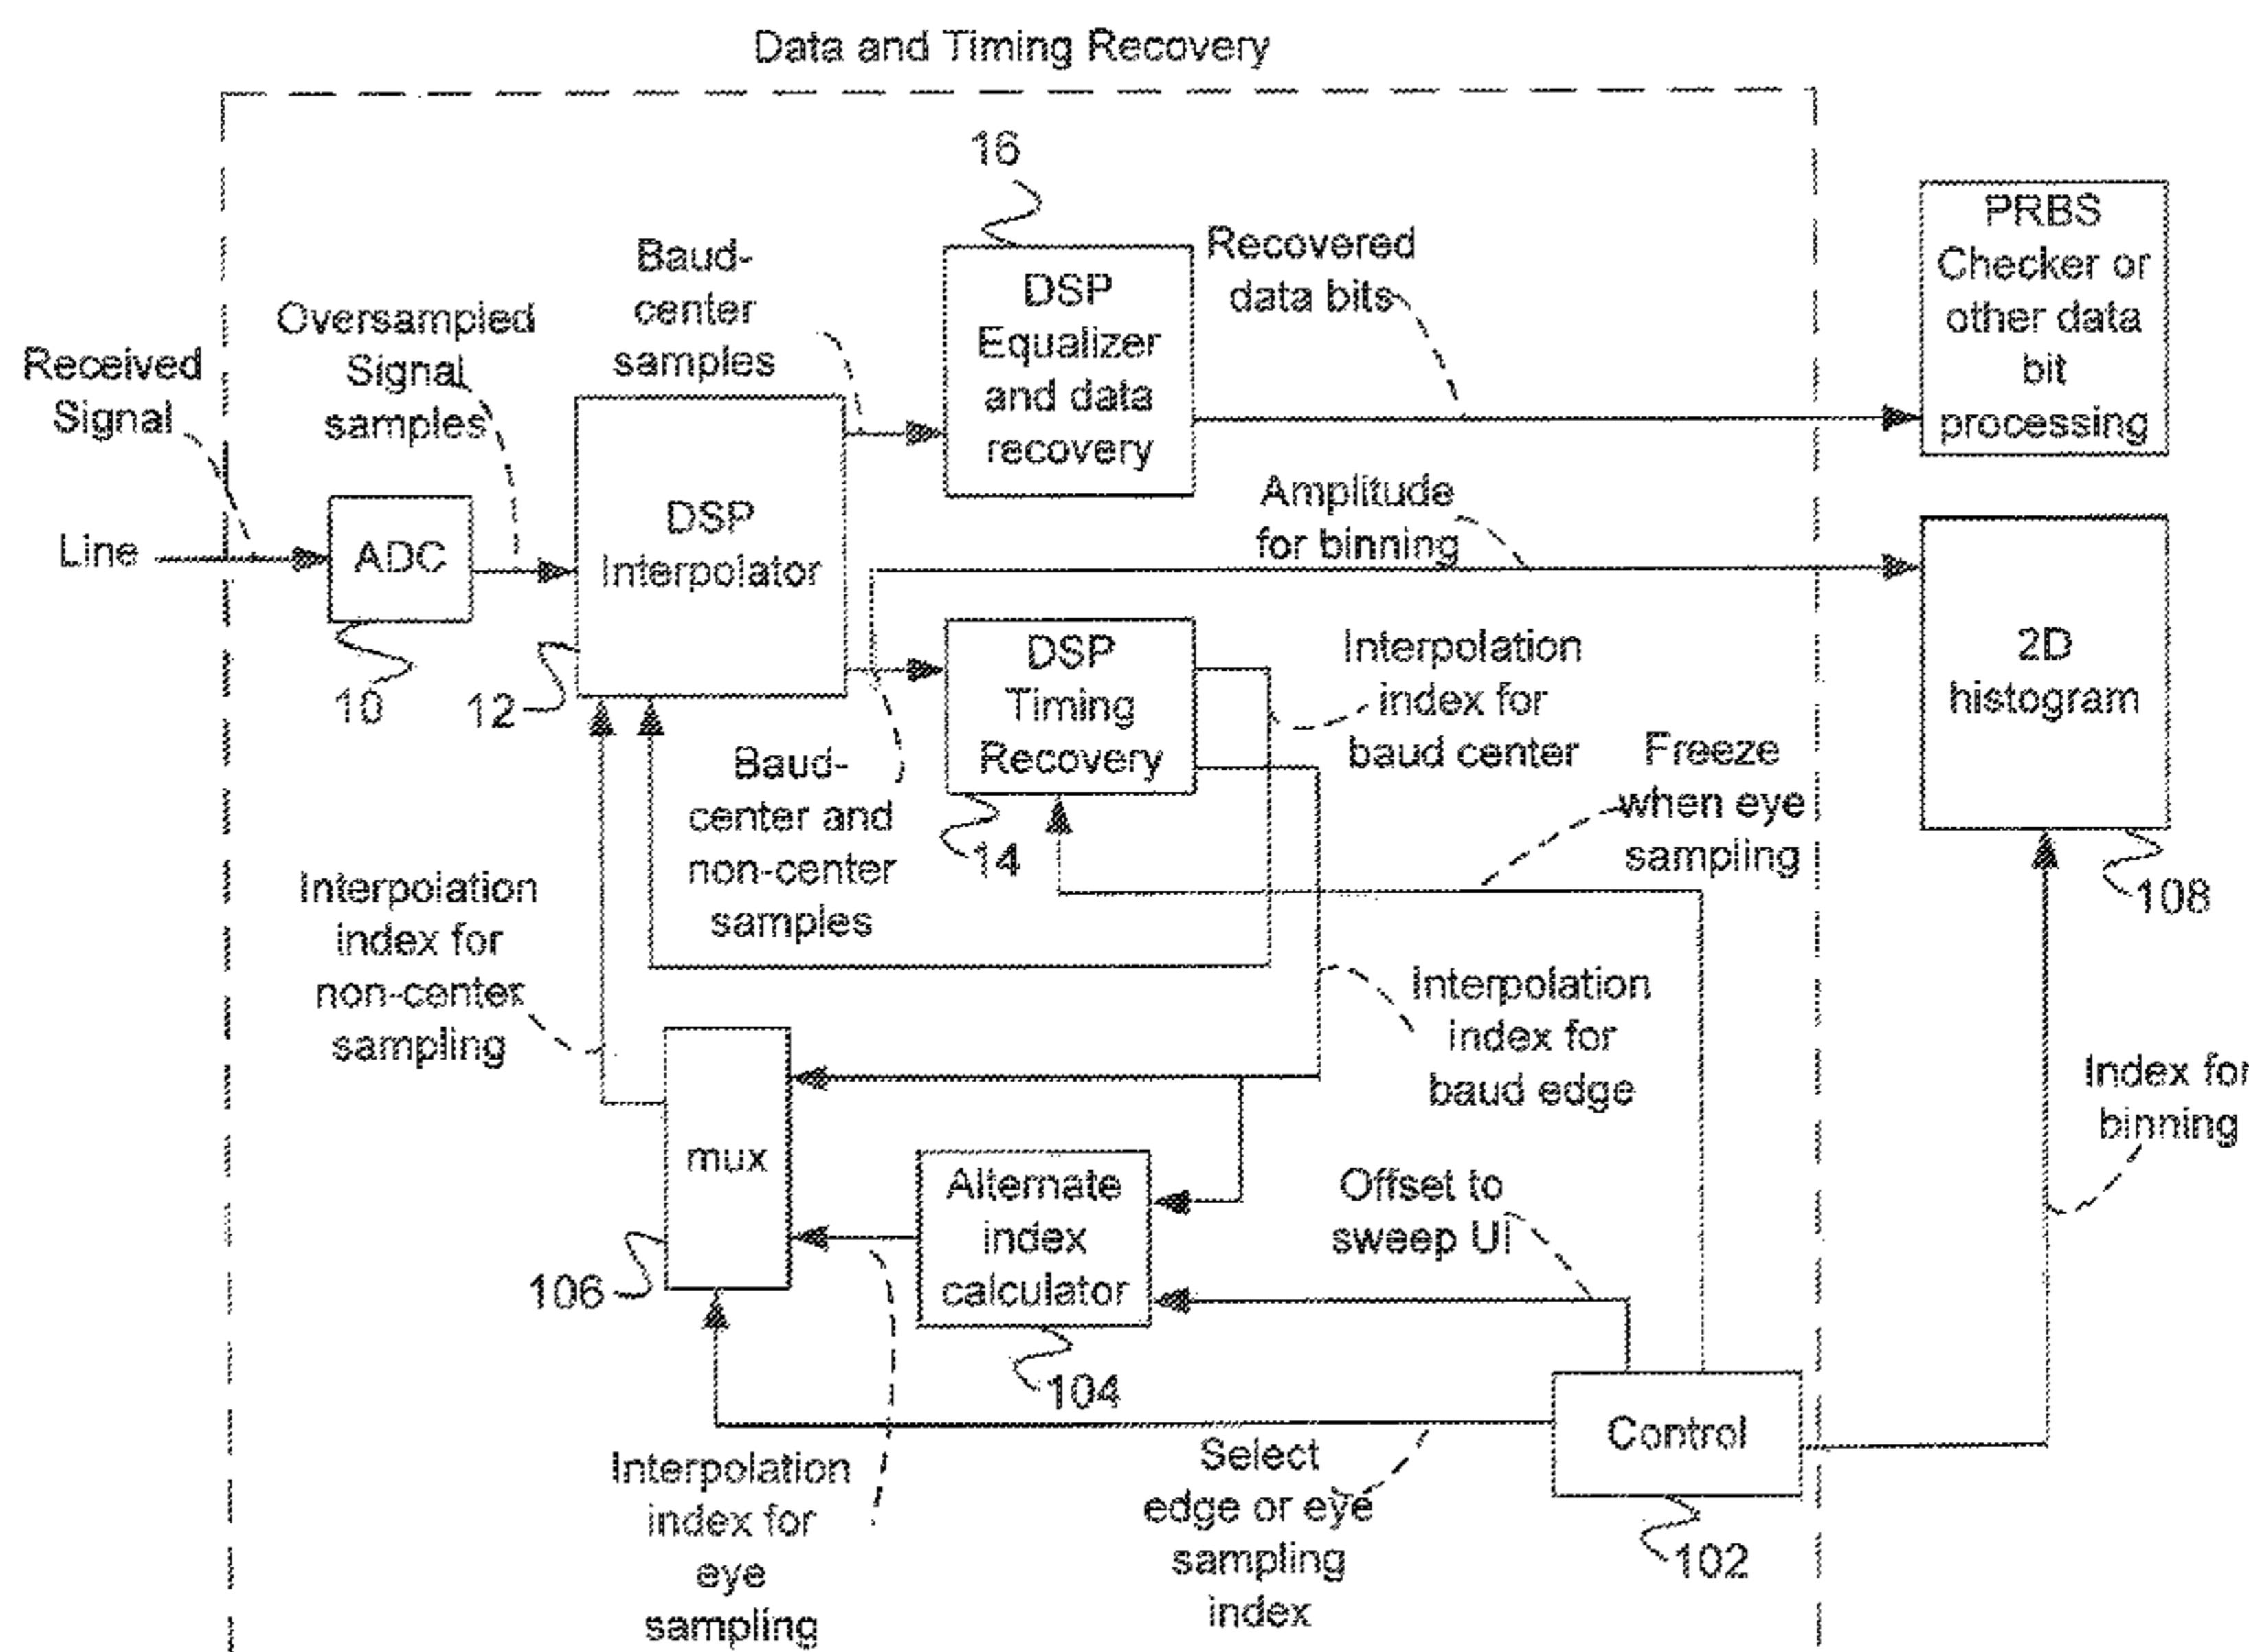 Data and Timing Recovery
16
PRBS
Checker or
other data
bit
processing
Recovered
data bits
Baud-
center
samples
DSP
Equalizer
and data
recovery
Oversampled
Signal
samples
Received
Signal
Line
ADC
10
DSP
Interpolator
12
Amplitude
for binning
2D
histogram
108
DSP
Timing
Recovery
14
Interpolation
index for
baud center
Freeze
when eye
sampling
Baud-
center and
non-center
samples
Interpolation
index for
non-center
sampling
Interpolation
index for
baud edge
Index for
binning
mux
106
Alternate
index
calculator
104
Offset to
sweep UI
Control
102
Interpolation
index for
eye
sampling
Select
edge or eye
sampling
index